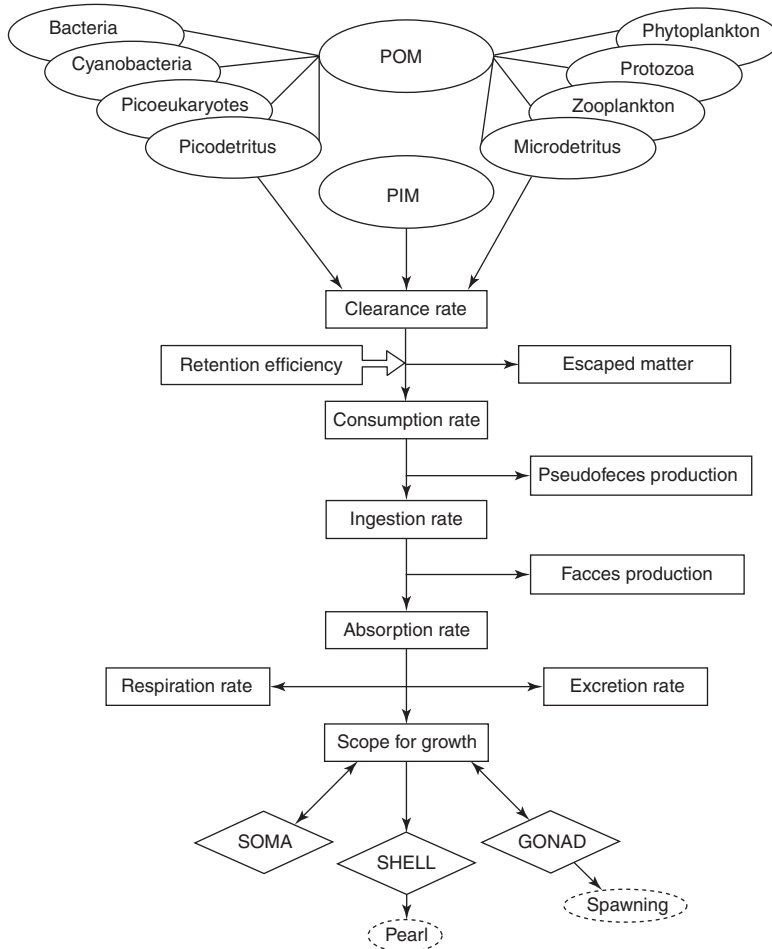 Bacteria
Cyanobacteria
Picoeukaryotes
Picodetritus
POM
Phytoplankton
Protozoa
Zooplankton
Microdetritus
PIM
Clearance rate
Retention efficiency
Escaped matter
Consumption rate
Pseudofeces production
Ingestion rate
Facces production
Absorption rate
Respiration rate
Excretion rate
Scope for growth
SOMA
SHELL
GONAD
Pearl
Spawning